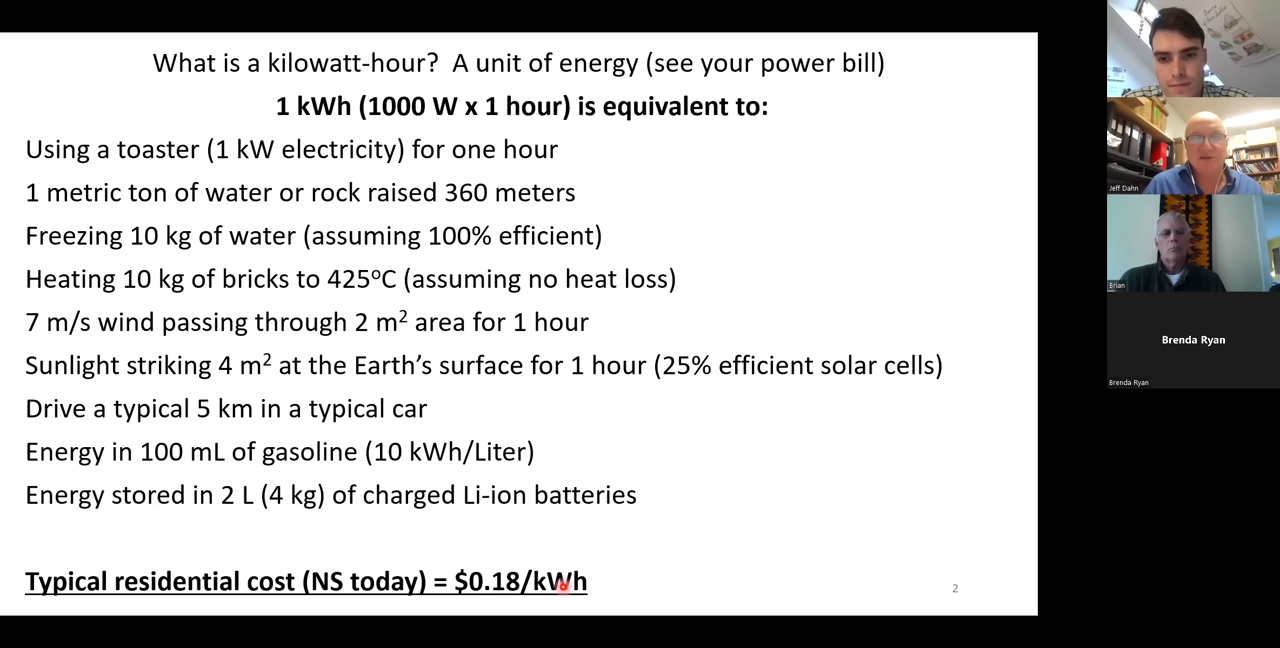 What is a kilowatt-hour?  A unit of energy (see your power bill)
1 kWh (1000 W x 1 hour) is equivalent to:
Using a toaster (1 kW electricity) for one hour
1 metric ton of water or rock raised 360 meters
Freezing 10 kg of water (assuming 100% efficient)
Heating 10 kg of bricks to 425°C (assuming no heat loss)
7 m/s wind passing through 2 m² area for 1 hour
Sunlight striking 4 m² at the Earth’s surface for 1 hour (25% efficient solar cells)
Drive a typical 5 km in a typical car
Energy in 100 mL of gasoline (10 kWh/Liter)
Energy stored in 2 L (4 kg) of charged Li-ion batteries
Typical residential cost (NS today) = $0.18/kWh
2
Jeff Dahn
Brian
Brenda Ryan
Brenda Ryan